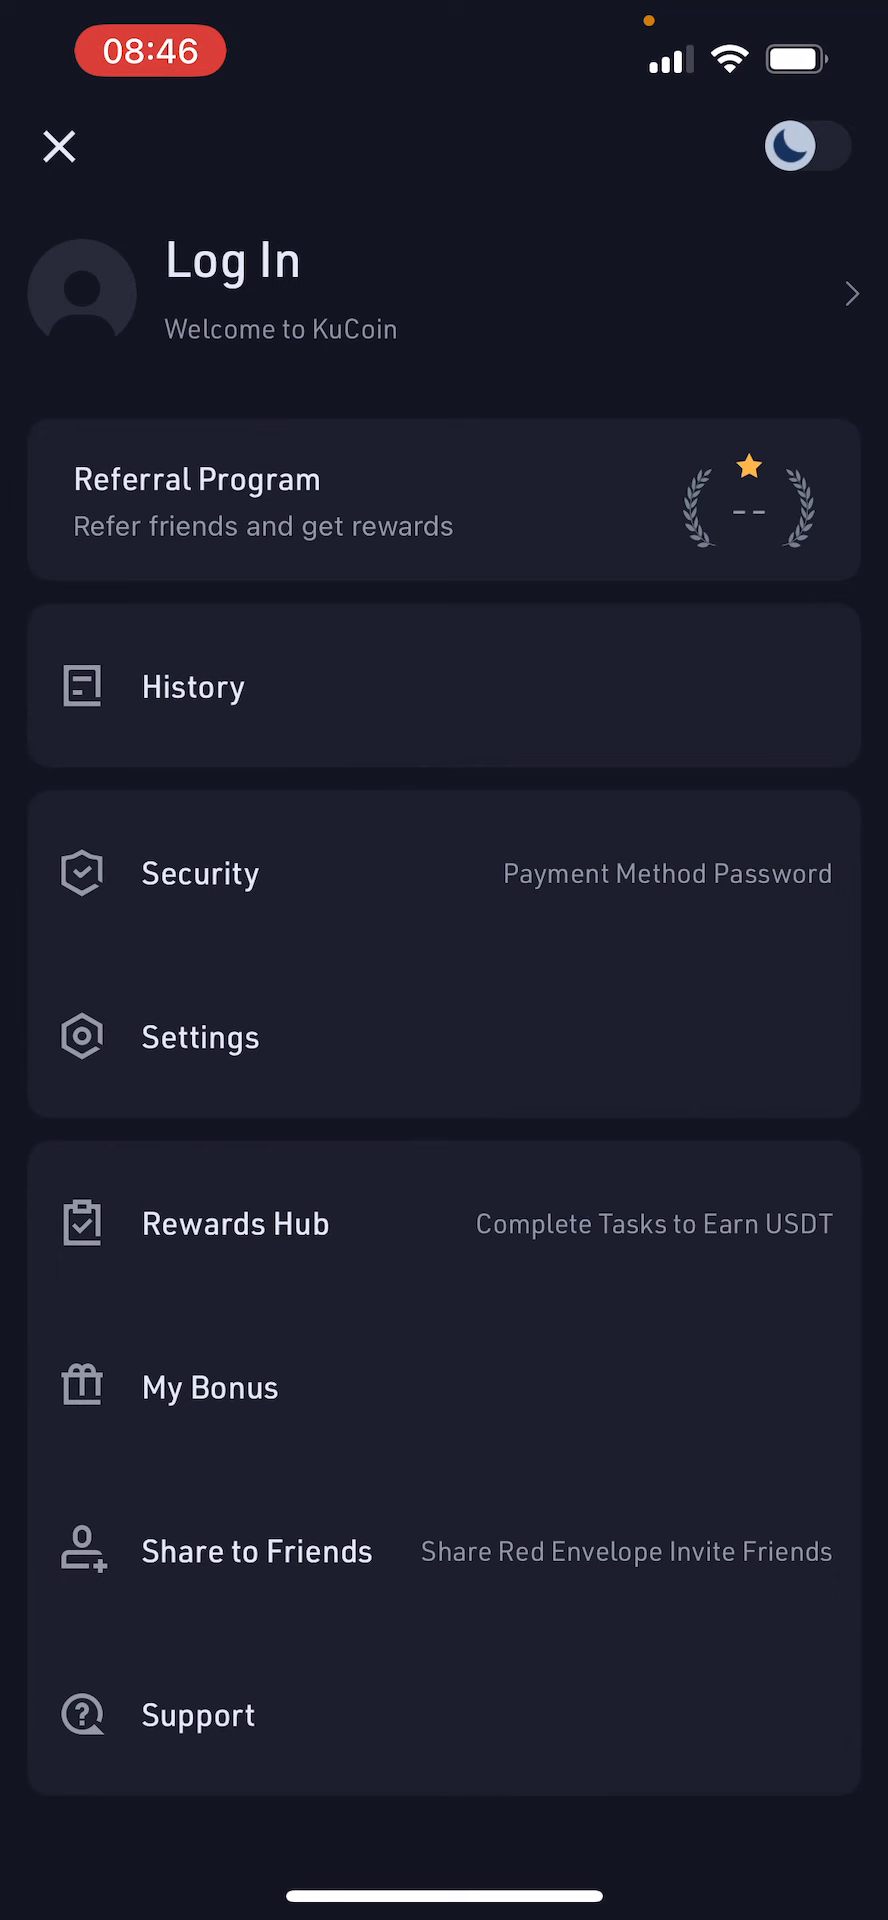 08:46
Log In
Welcome to KuCoin
Referral Program
Refer friends and get rewards
--
History
Security Payment Method Password
Settings
Rewards Hub Complete Tasks to Earn USDT
My Bonus
Share to Friends Share Red Envelope Invite Friends
Support